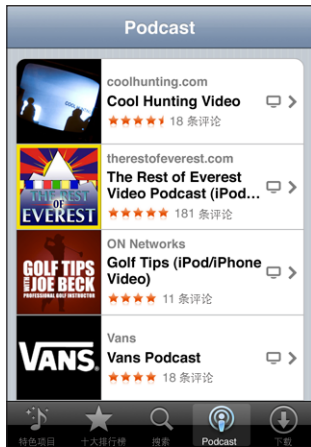 Podcast
coolhunting.com
Cool Hunting Video
18 条评论
THE REST
OF
EVEREST
therestofeverest.com
The Rest of Everest
Video Podcast (iPod...
181 条评论
GOLF TIPS
WITH JOE BECK
PROFESSIONAL GOLF INSTRUCTOR
ON Networks
Golf Tips (iPod/iPhone
Video)
11 条评论
VANS
Vans
Vans Podcast
18 条评论
特色项目
十大排行榜
搜索
Podcast
下载